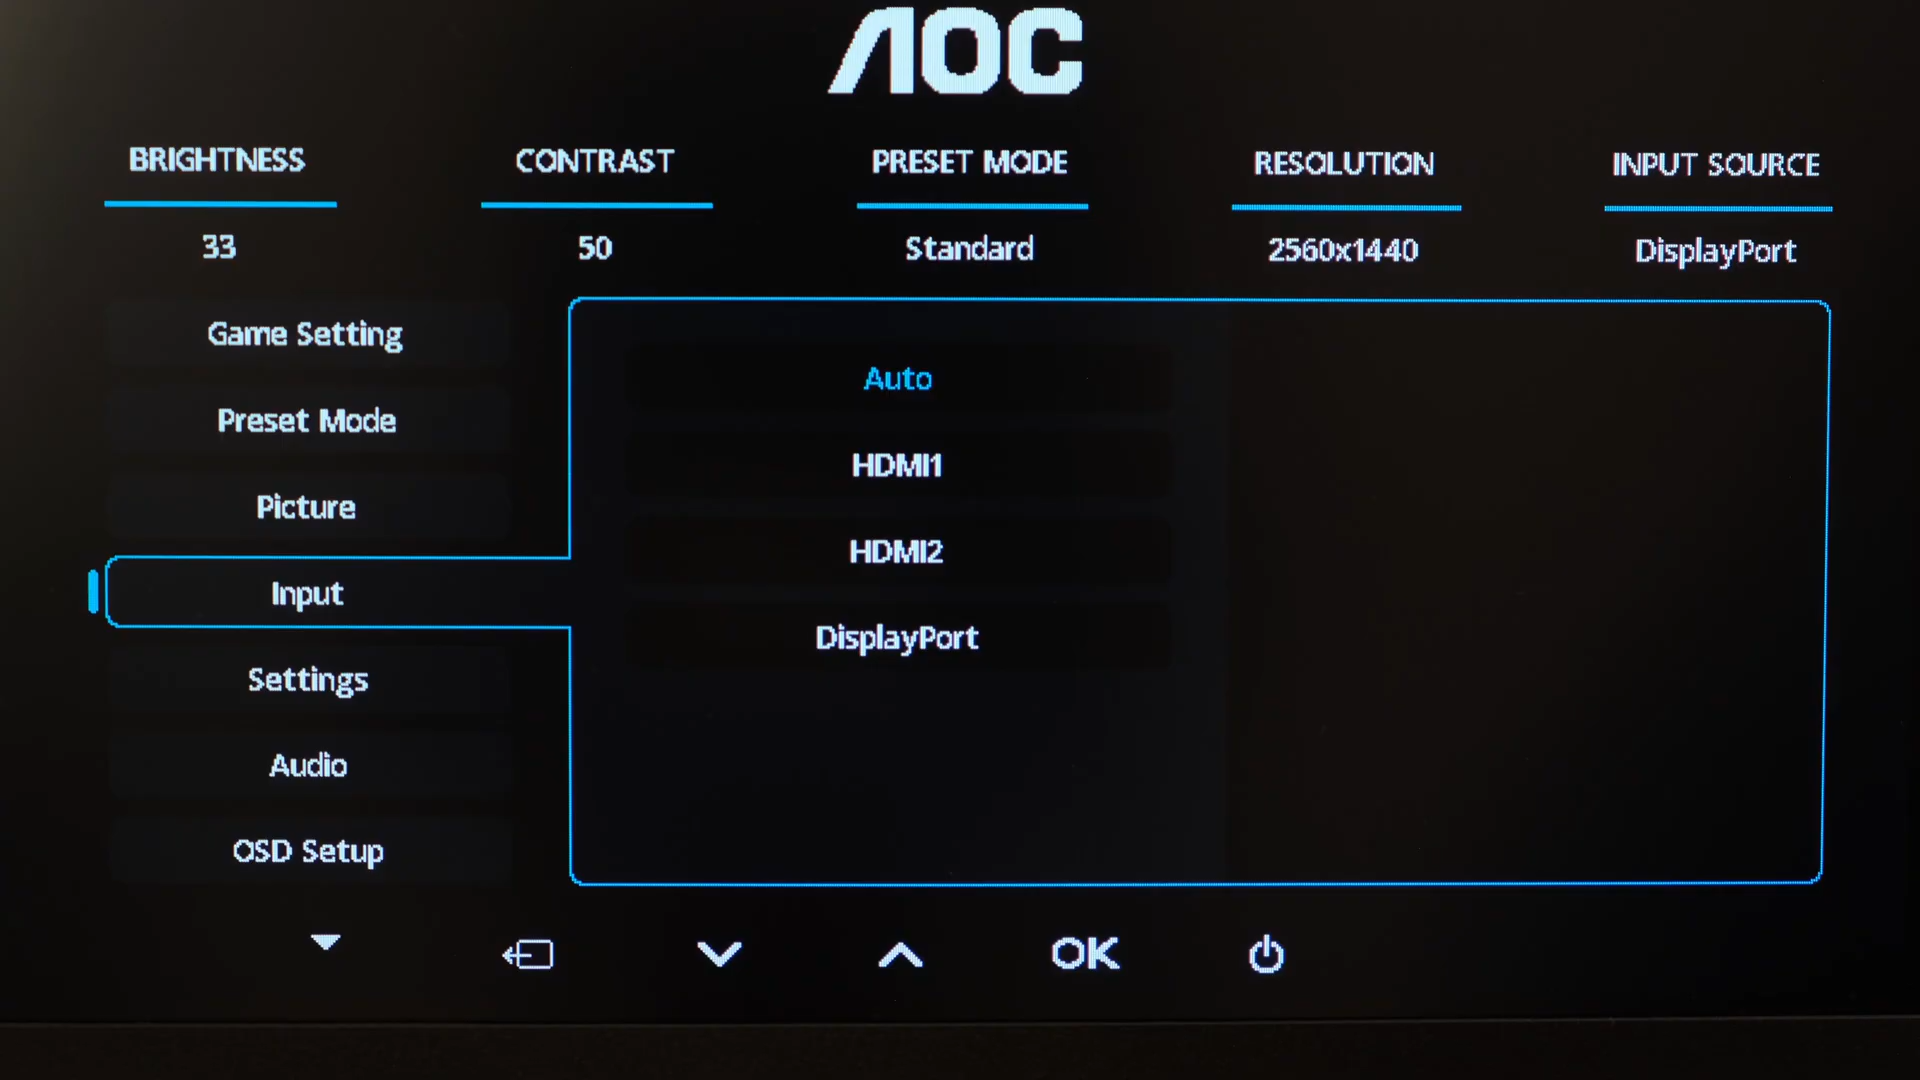 AOC
BRIGHTNESS CONTRAST PRESET MODE RESOLUTION INPUT SOURCE
33 50 Standard 2560x1440 DisplayPort
Game Setting
Preset Mode
Picture
Input
Settings
Audio
OSD Setup
Auto
HDMI1
HDMI2
DisplayPort
OK